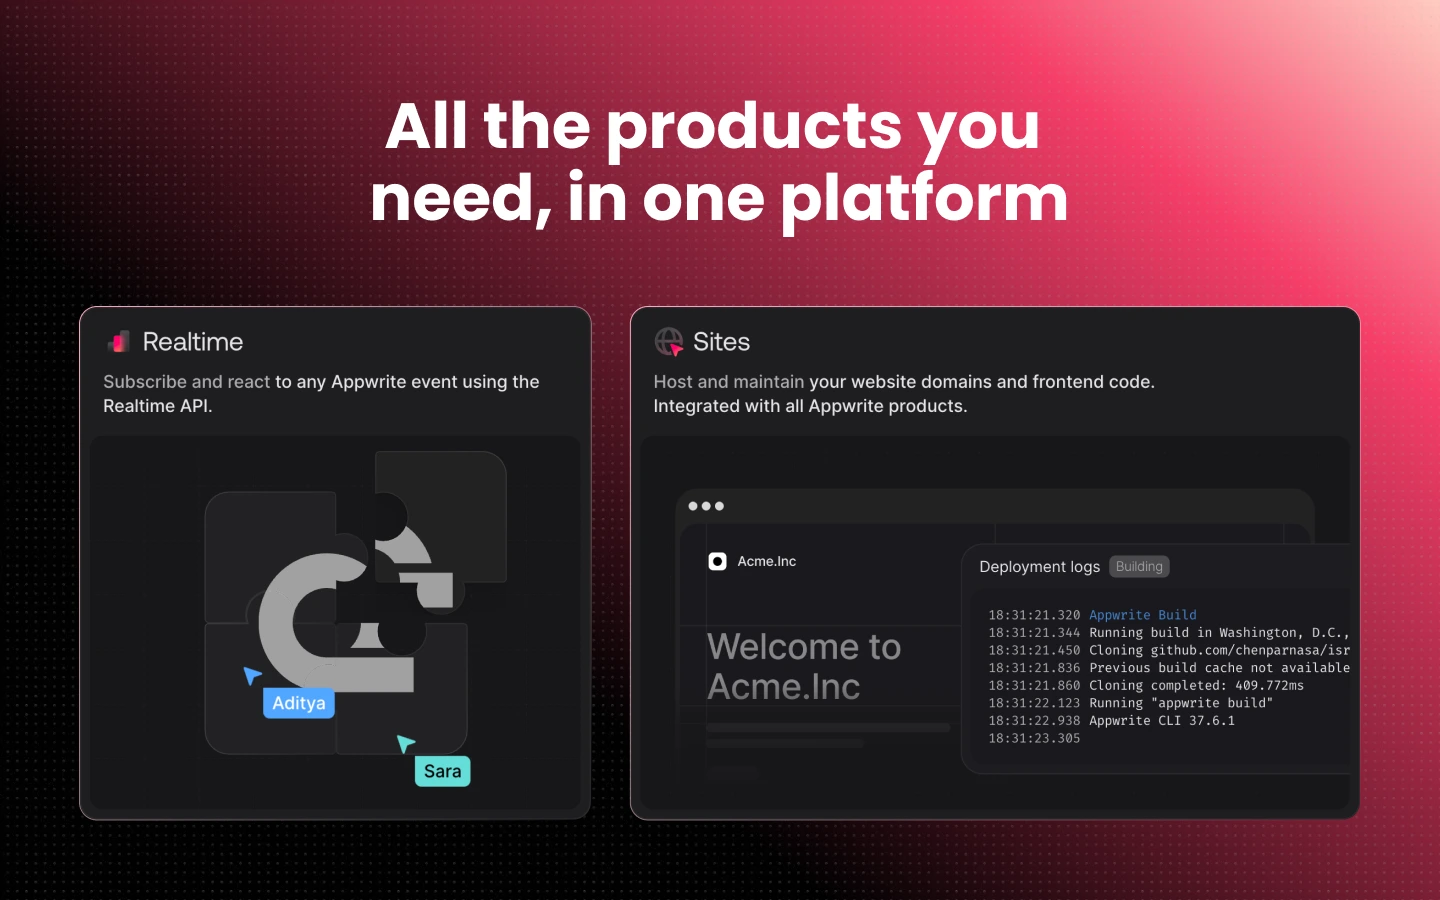 All the products you
need, in one platform
Realtime
Subscribe and react to any Appwrite event using the
Realtime API.
Aditya
Sara
Sites
Host and maintain your website domains and frontend code.
Integrated with all Appwrite products.
Acme.Inc
Welcome to
Acme.Inc
Deployment logs Building
18:31:21.320 Appwrite Build
18:31:21.344 Running build in Washington, D.C.,
18:31:21.450 Cloning github.com/chenparnasa/isr
18:31:21.836 Previous build cache not available
18:31:21.860 Cloning completed: 409.772ms
18:31:22.123 Running "appwrite build"
18:31:22.938 Appwrite CLI 37.6.1
18:31:23.305